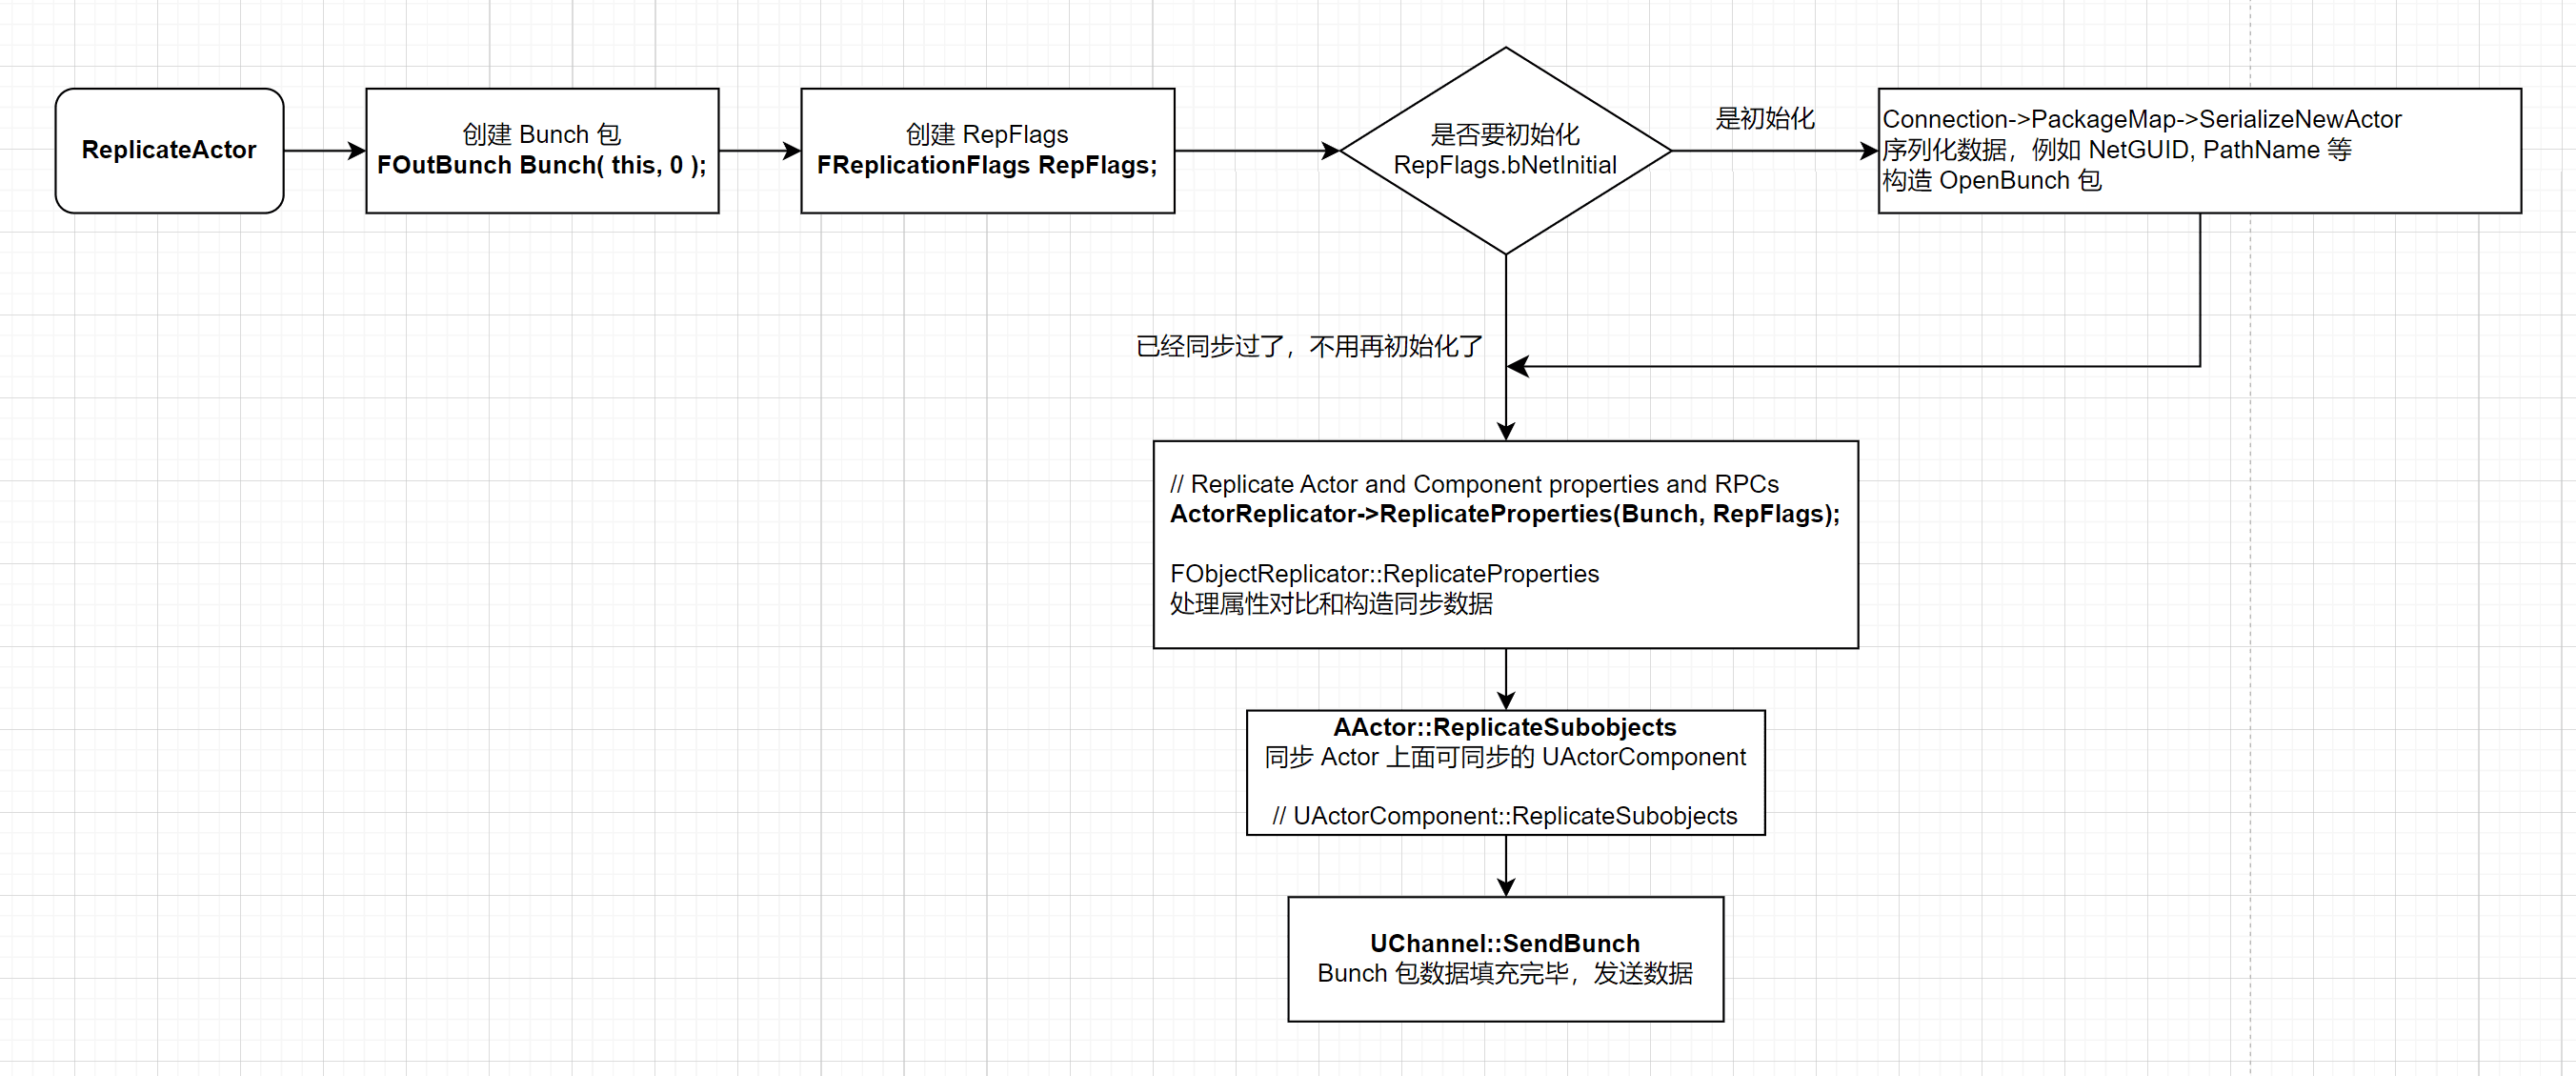 ReplicateActor
创建 Bunch 包
FOutBunch Bunch( this, 0 );
创建 RepFlags
FReplicationFlags RepFlags;
是否要初始化
RepFlags.bNetInitial
是初始化
Connection->PackageMap->SerializeNewActor
序列化数据，例如 NetGUID, PathName 等
构造 OpenBunch 包
已经同步过了，不用再初始化了
// Replicate Actor and Component properties and RPCs
ActorReplicator->ReplicateProperties(Bunch, RepFlags);
FObjectReplicator::ReplicateProperties
处理属性对比和构造同步数据
AActor::ReplicateSubobjects
同步 Actor 上面可同步的 UActorComponent
// UActorComponent::ReplicateSubobjects
UChannel::SendBunch
Bunch 包数据填充完毕，发送数据